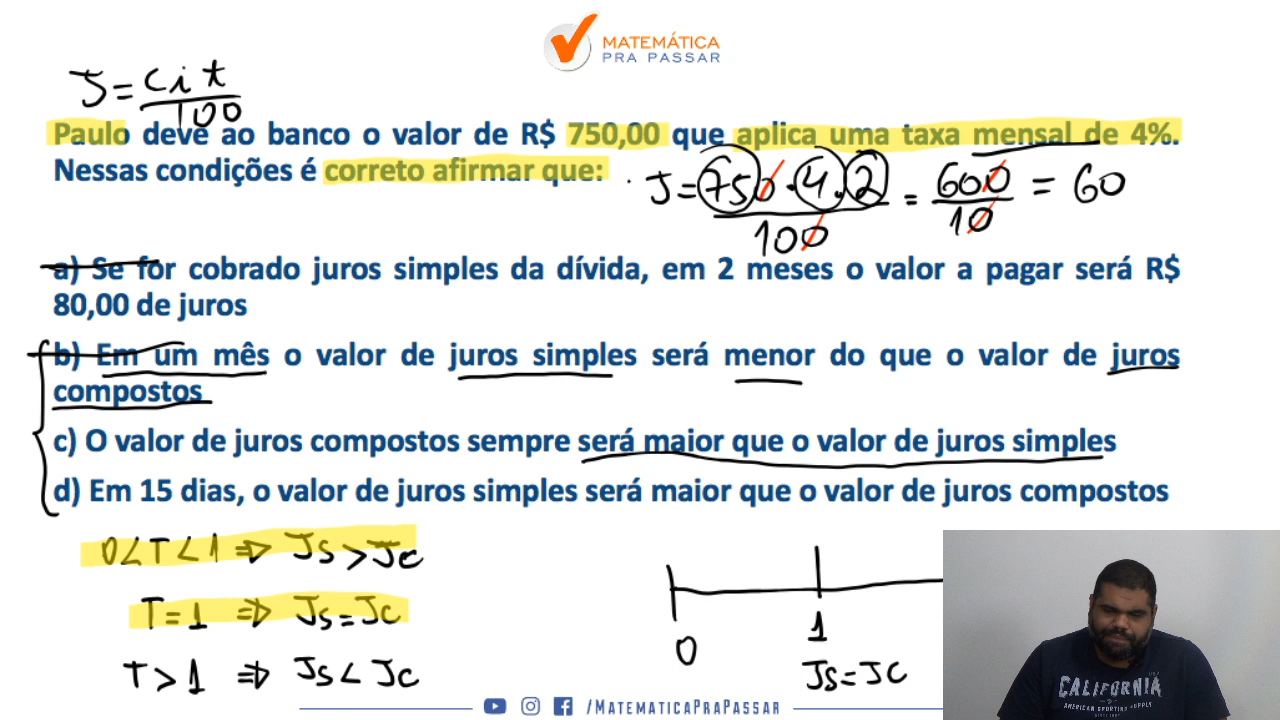 MATEMÁTICA
PRA PASSAR
J = C i t
100
Paulo deve ao banco o valor de R$ 750,00 que aplica uma taxa mensal de 4%.
Nessas condições é correto afirmar que:
J = 750 . 4 . 2 = 600 = 60
100 10
a) Se for cobrado juros simples da dívida, em 2 meses o valor a pagar será R$
80,00 de juros
b) Em um mês o valor de juros simples será menor do que o valor de juros
compostos
c) O valor de juros compostos sempre será maior que o valor de juros simples
d) Em 15 dias, o valor de juros simples será maior que o valor de juros compostos
0 < T < 1 ⇒ JS > JC
T = 1 ⇒ JS = JC
T > 1 ⇒ JS < JC
0 1
JS = JC
CALIFORNIA
AMERICAN SPORTING SUPPLY
/MATEMATICAPRAPASSAR